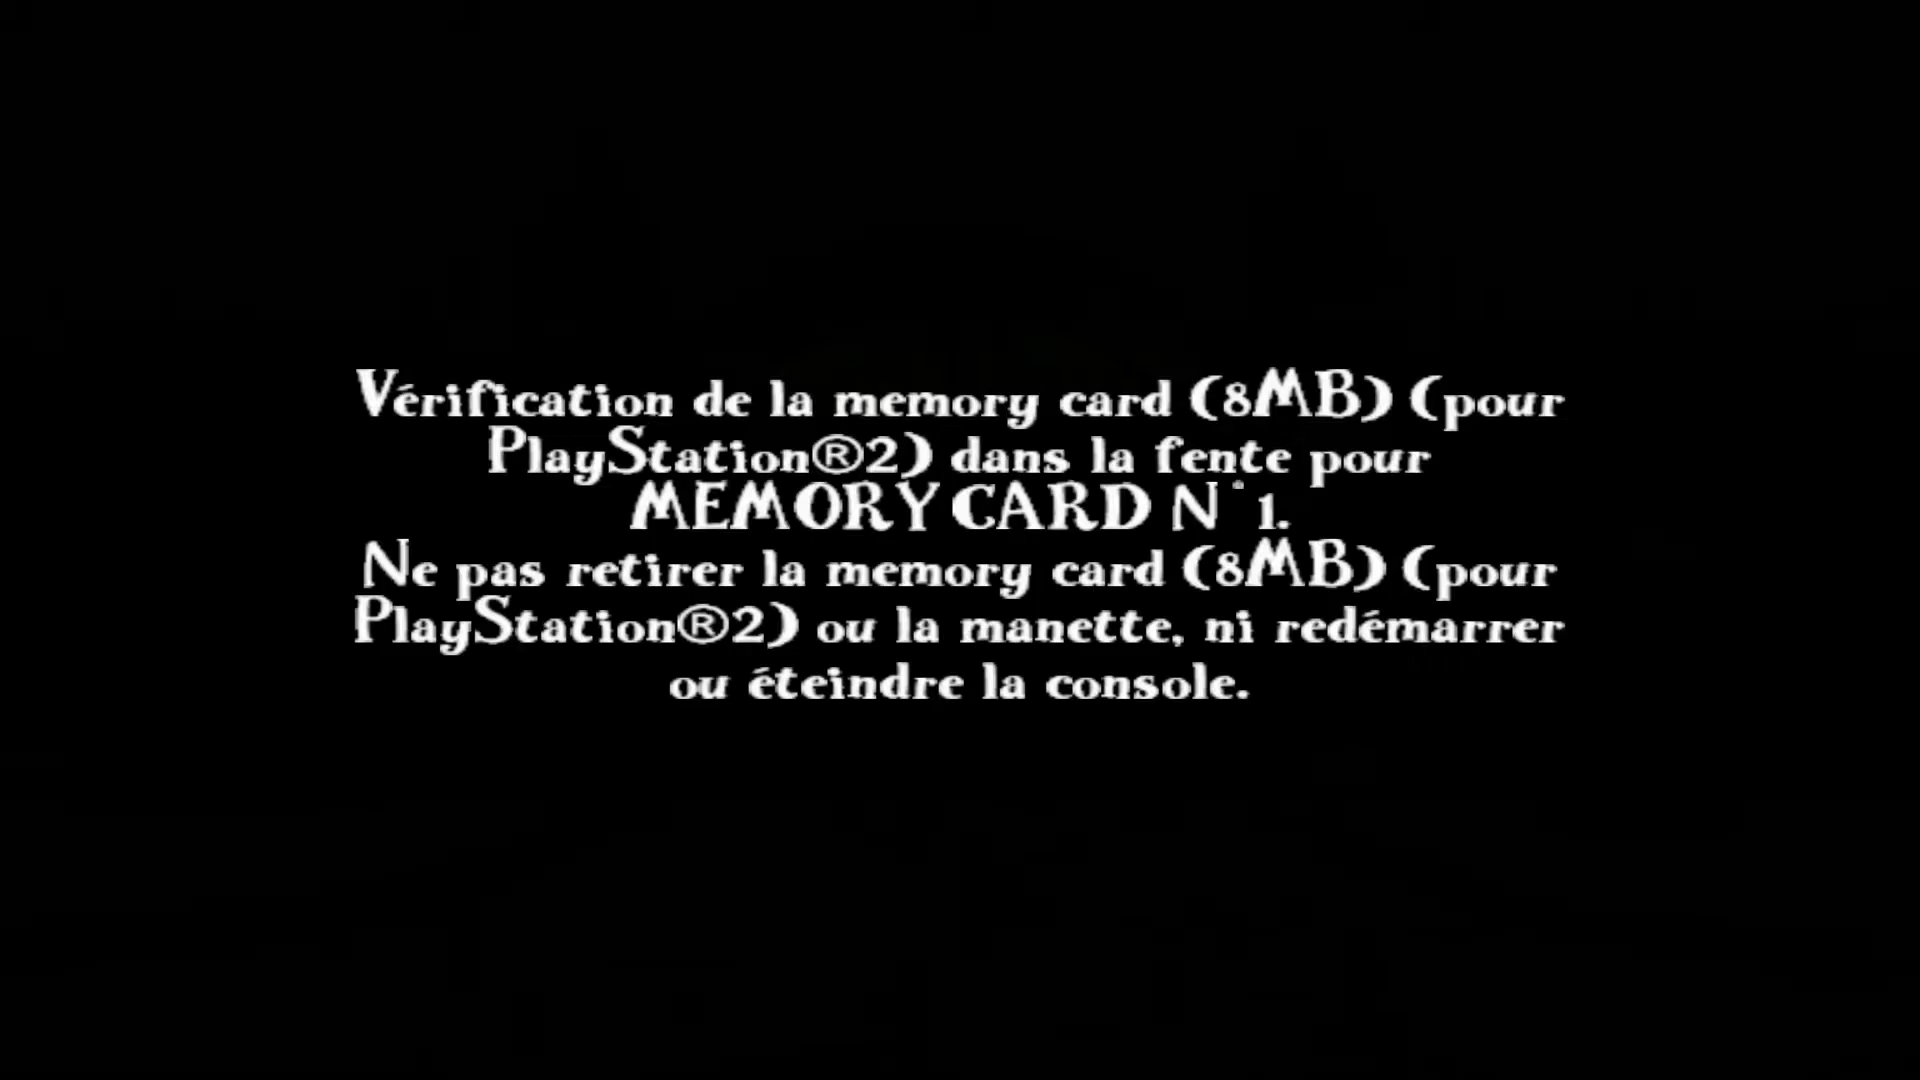 Vérification de la memory card (8MB) (pour
PlayStation®2) dans la fente pour
MEMORY CARD N°1.
Ne pas retirer la memory card (8MB) (pour
PlayStation®2) ou la manette, ni redémarrer
ou éteindre la console.